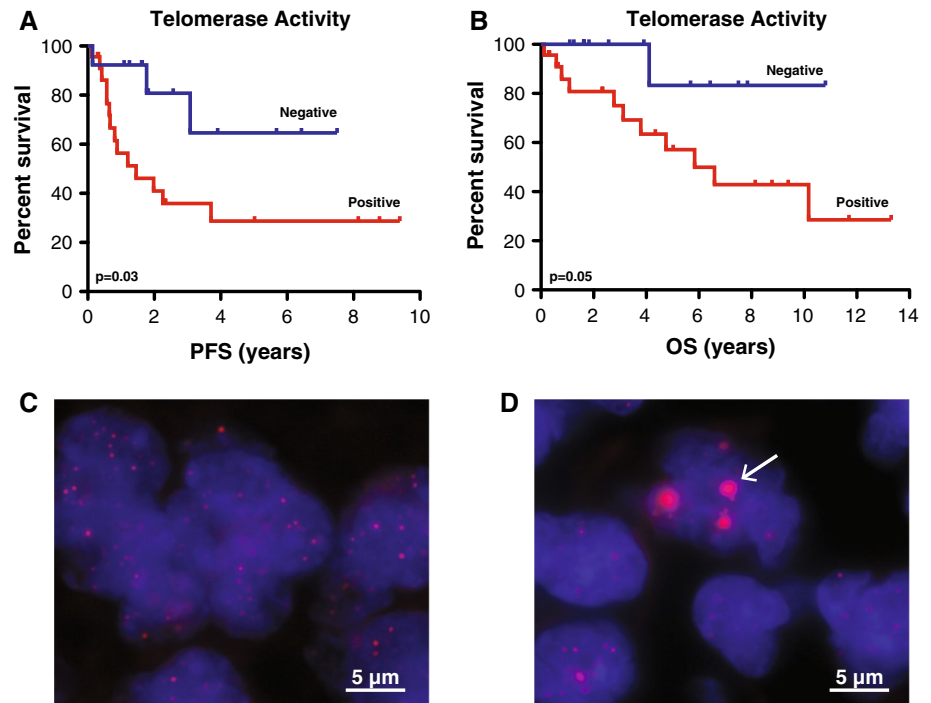 A
Telomerase Activity
100
80
60
40
20
0
Percent survival
Negative
Positive
p=0.03
0 2 4 6 8 10
PFS (years)
B
Telomerase Activity
100
80
60
40
20
0
Percent survival
Negative
Positive
p=0.05
0 2 4 6 8 10 12 14
OS (years)
C
5 µm
D
5 µm